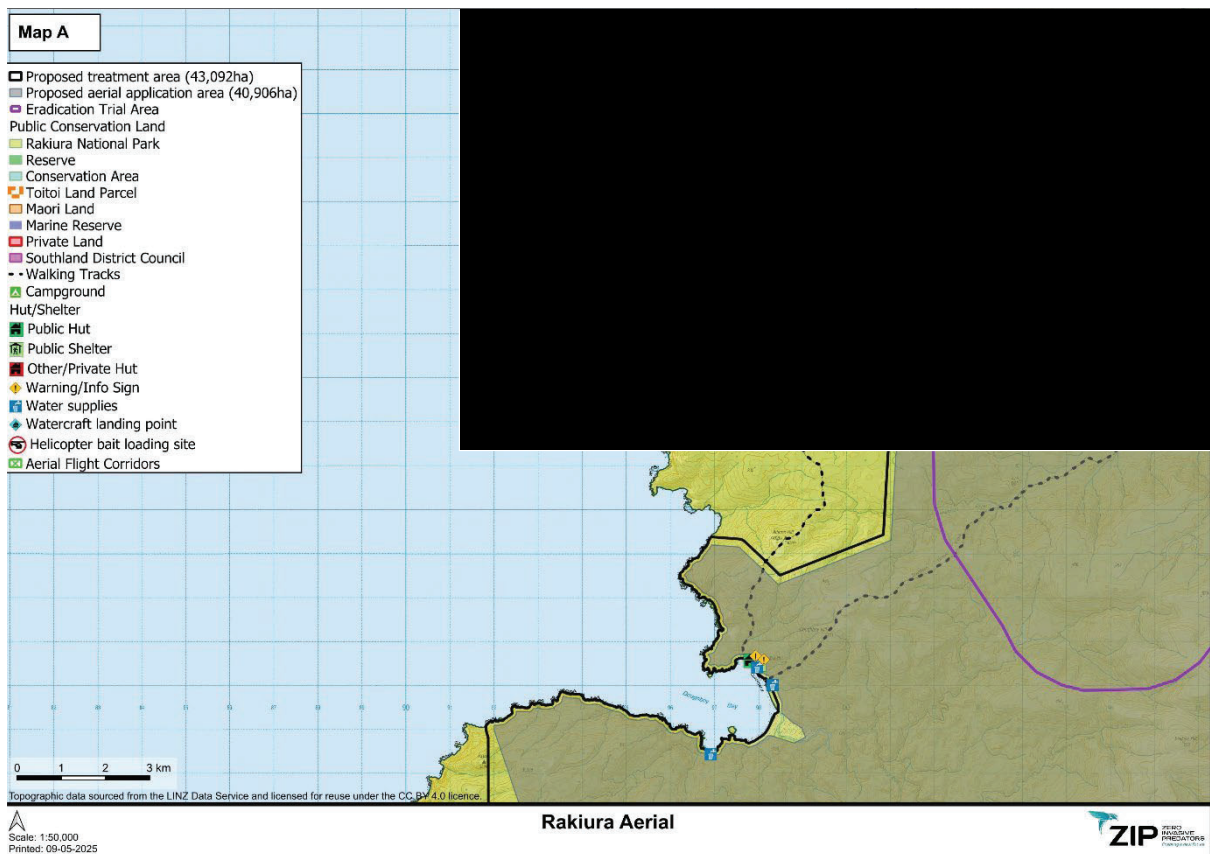 Map A
Proposed treatment area (43,092ha)
Proposed aerial application area (40,906ha)
Eradication Trial Area
Public Conservation Land
Rakiura National Park
Reserve
Conservation Area
Toitoi Land Parcel
Maori Land
Marine Reserve
Private Land
Southland District Council
Walking Tracks
Campground
Hut/Shelter
Public Hut
Public Shelter
Other/Private Hut
Warning/Info Sign
Water supplies
Watercraft landing point
Helicopter bait loading site
Aerial Flight Corridors
Doughboy Bay
0 1 2 3 km
Topographic data sourced from the LINZ Data Service and licensed for reuse under the CC BY 4.0 licence.
Scale: 1:50,000
Printed: 09-05-2025
Rakiura Aerial
ZIP ZERO
INVASIVE
PREDATORS